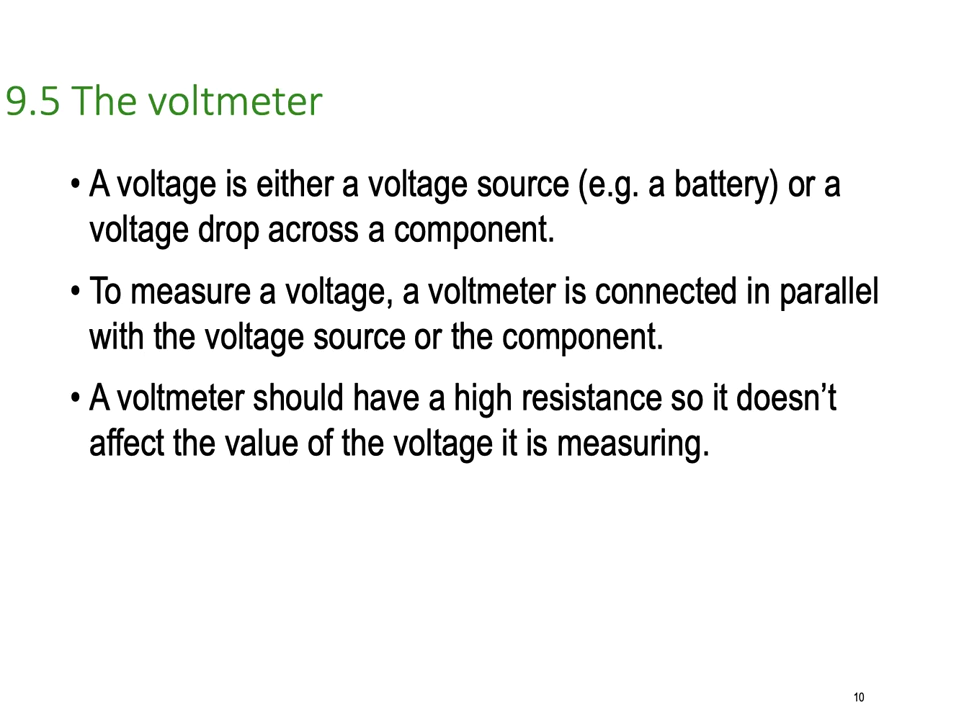 9.5 The voltmeter
• A voltage is either a voltage source (e.g. a battery) or a
voltage drop across a component.
• To measure a voltage, a voltmeter is connected in parallel
with the voltage source or the component.
• A voltmeter should have a high resistance so it doesn’t
affect the value of the voltage it is measuring.
10